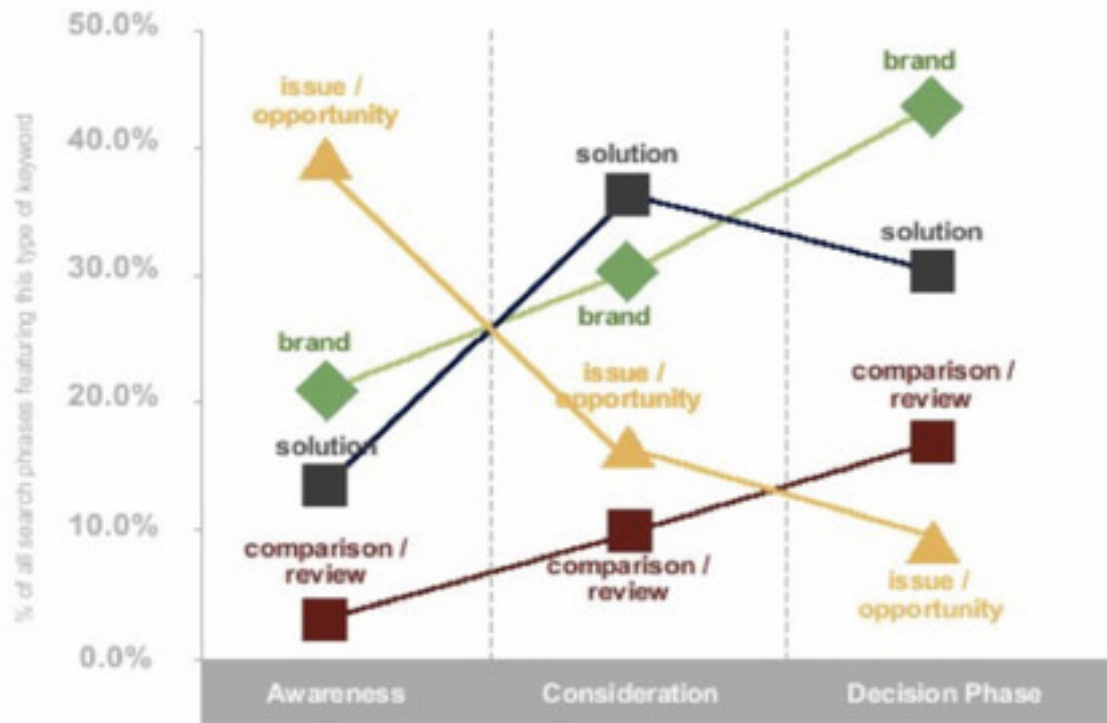 50.0%
40.0%
30.0%
20.0%
10.0%
0.0%
% of all search phrases featuring this type of keyword
issue /
opportunity
brand
solution
comparison /
review
solution
brand
issue /
opportunity
comparison /
review
brand
solution
comparison /
review
issue /
opportunity
Awareness
Consideration
Decision Phase